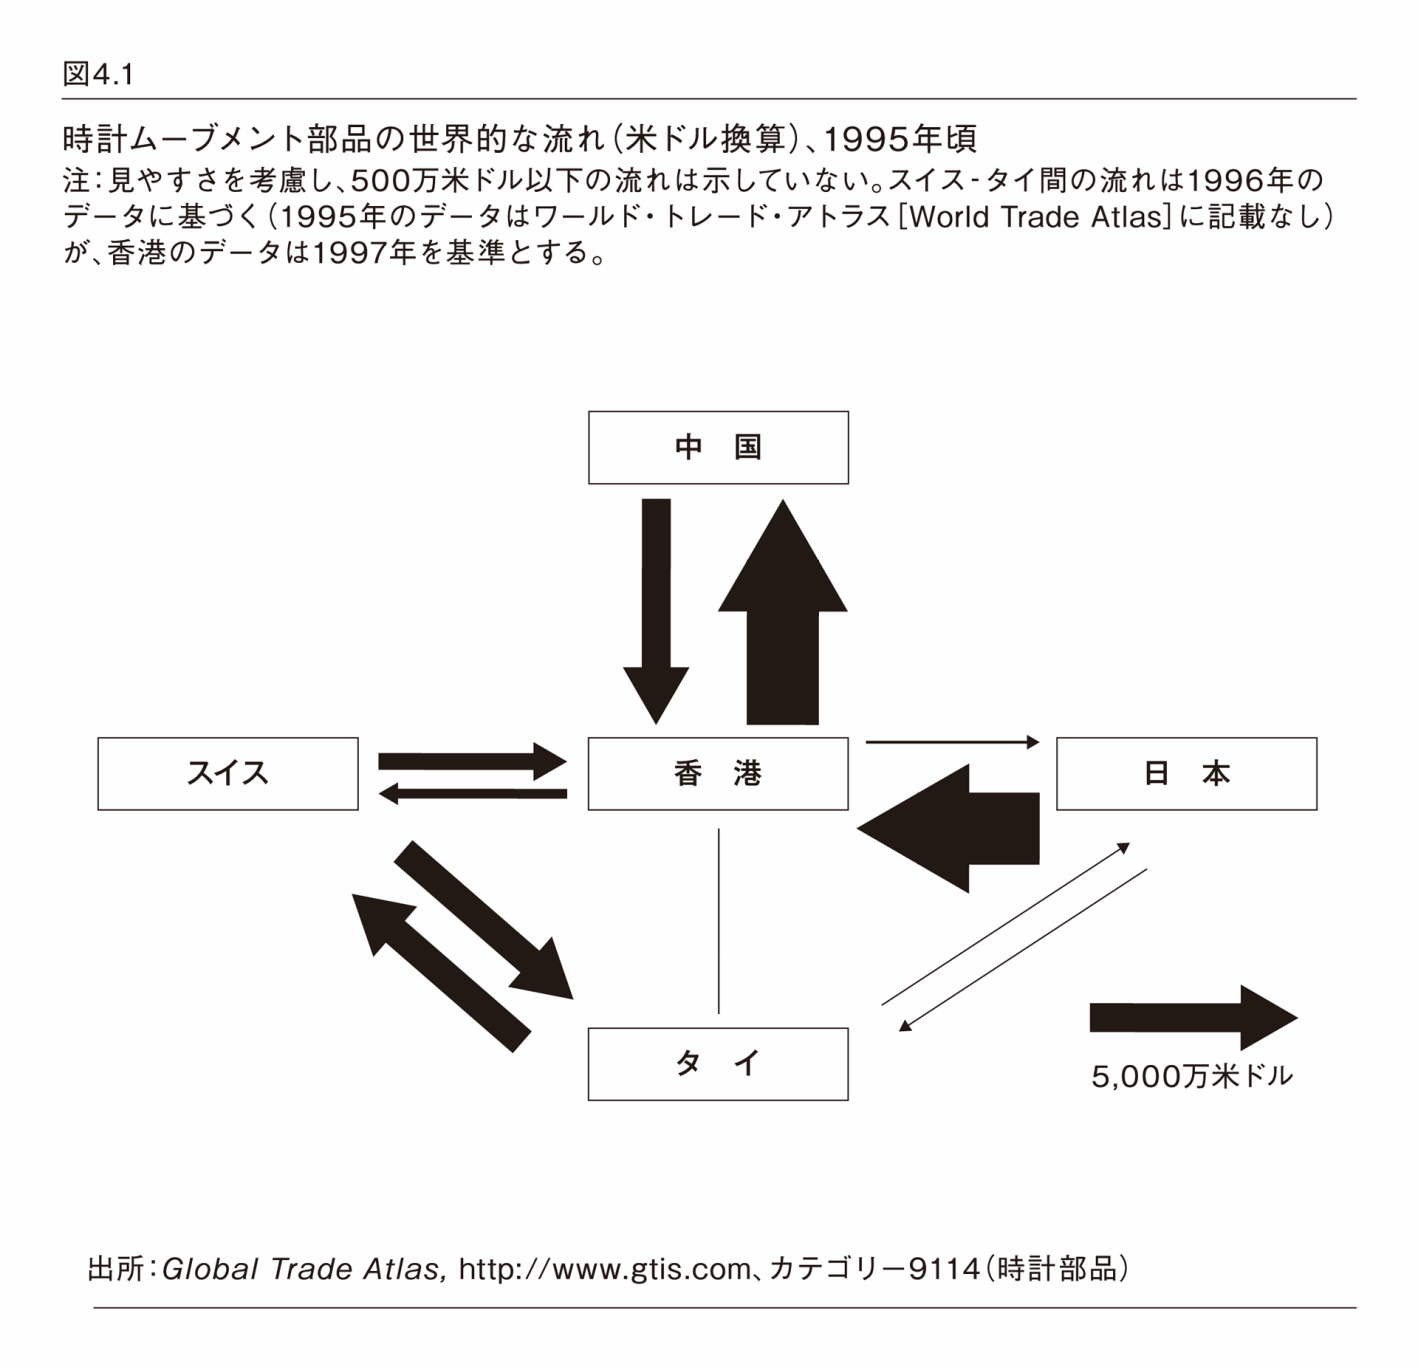 図4.1
時計ムーブメント部品の世界的な流れ（米ドル換算）、1995年頃
注：見やすさを考慮し、500万米ドル以下の流れは示していない。スイス-タイ間の流れは1996年の
データに基づく（1995年のデータはワールド・トレード・アトラス［World Trade Atlas］に記載なし）
が、香港のデータは1997年を基準とする。
中　国
スイス
香　港
日　本
タ　イ
5,000万米ドル
出所：Global Trade Atlas, http://www.gtis.com、カテゴリー9114（時計部品）